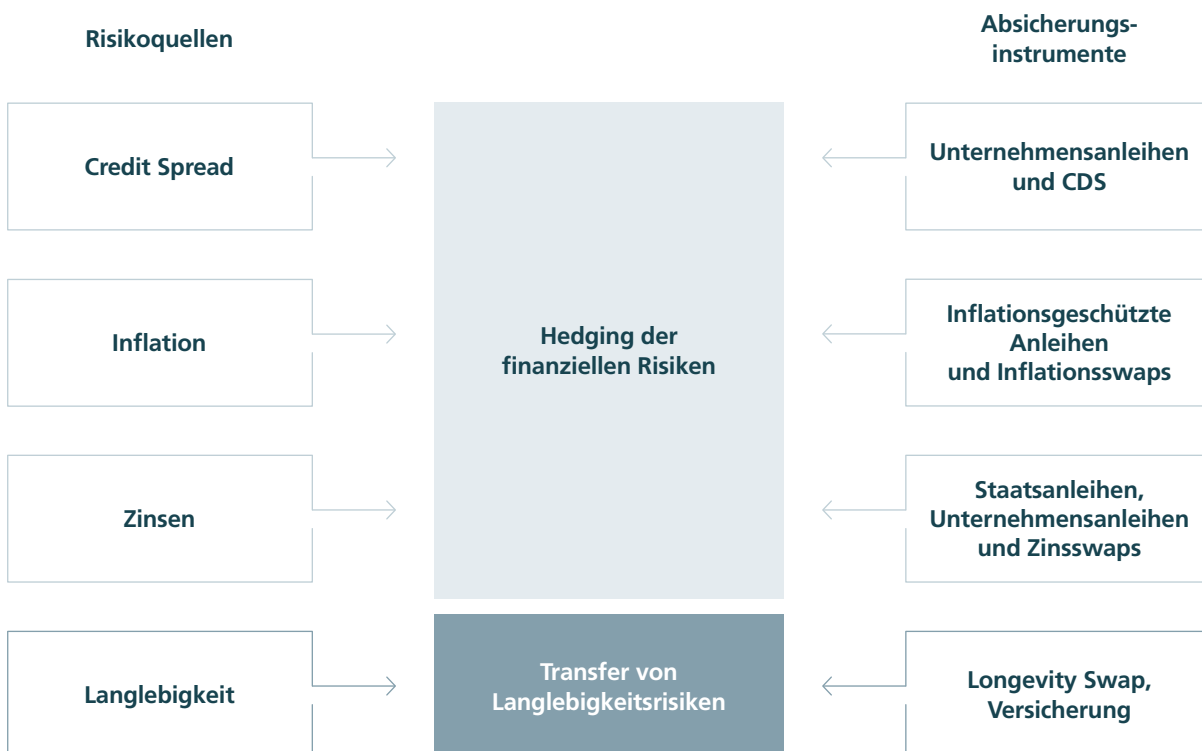 Risikoquellen
Absicherungs-
instrumente
Credit Spread
Unternehmensanleihen
und CDS
Inflation
Hedging der
finanziellen Risiken
Inflationsgeschützte
Anleihen
und Inflationsswaps
Zinsen
Staatsanleihen,
Unternehmensanleihen
und Zinsswaps
Langlebigkeit
Transfer von
Langlebigkeitsrisiken
Longevity Swap,
Versicherung